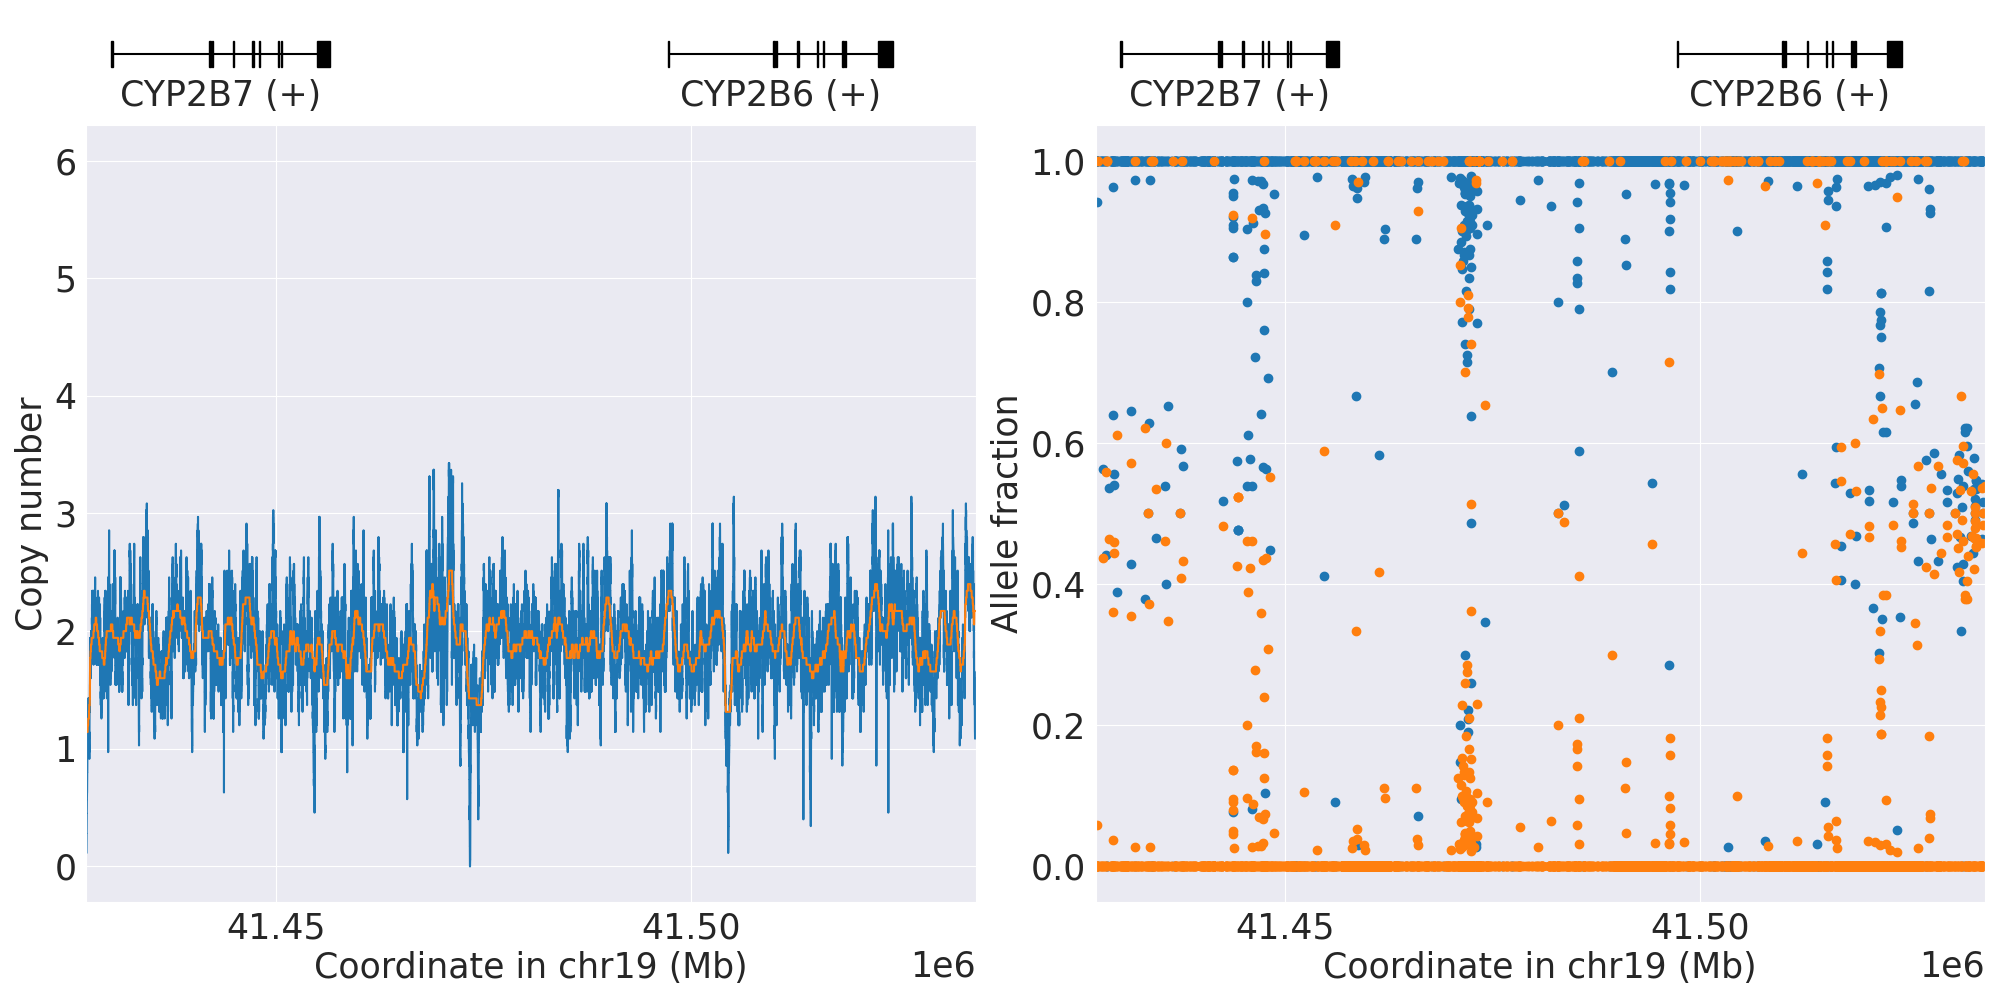 CYP2B7 (+) CYP2B6 (+)
6
5
4
3
2
1
0
Copy number
41.45 41.50
Coordinate in chr19 (Mb) 1e6
CYP2B7 (+) CYP2B6 (+)
1.0
0.8
0.6
0.4
0.2
0.0
Allele fraction
41.45 41.50
Coordinate in chr19 (Mb) 1e6